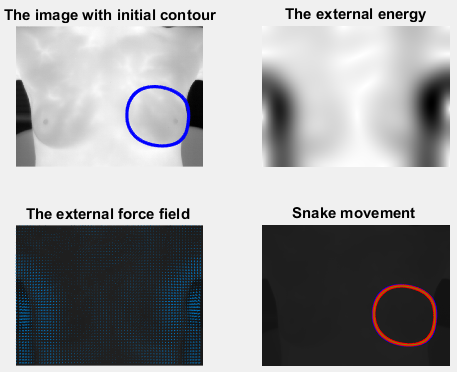 The image with initial contour
The external energy
The external force field
Snake movement